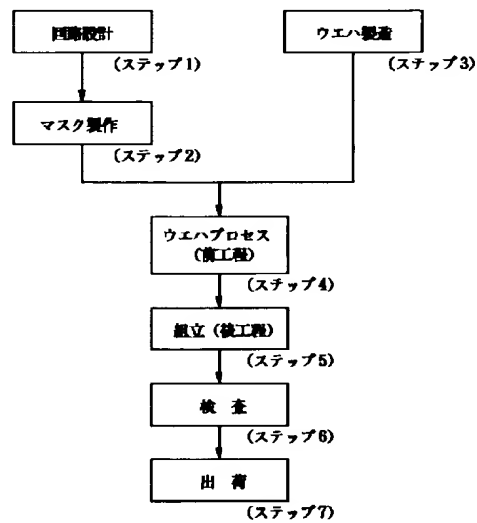 回路設計
(ステップ1)
ウエハ製造
(ステップ3)
マスク製作
(ステップ2)
ウエハプロセス
(前工程)
(ステップ4)
組立(後工程)
(ステップ5)
検 査
(ステップ6)
出 荷
(ステップ7)